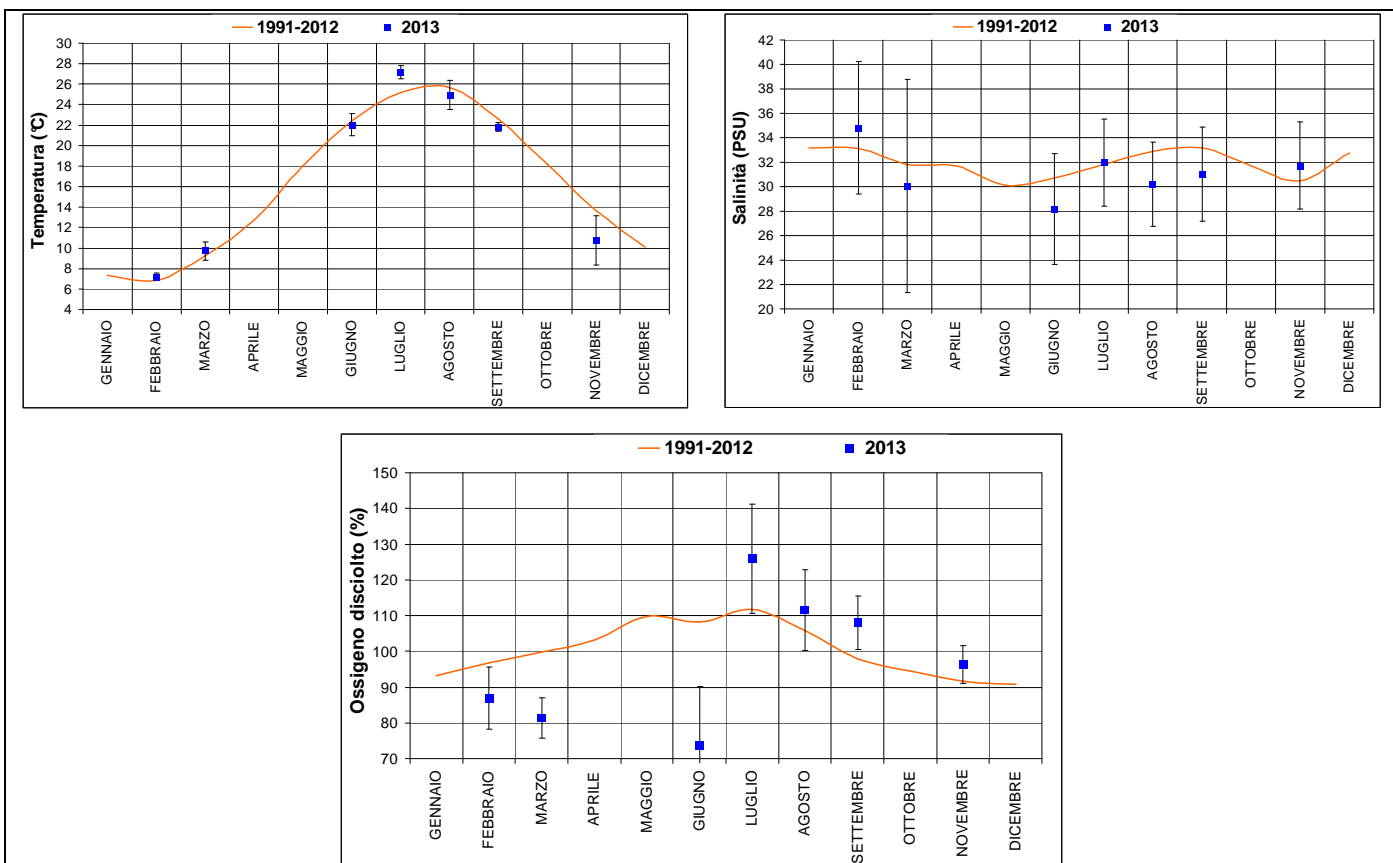 1991-2012 2013
Temperatura (°C)
30
28
26
24
22
20
18
16
14
12
10
8
6
4
GENNAIO
FEBBRAIO
MARZO
APRILE
MAGGIO
GIUGNO
LUGLIO
AGOSTO
SETTEMBRE
OTTOBRE
NOVEMBRE
DICEMBRE
1991-2012 2013
Salinità (PSU)
42
40
38
36
34
32
30
28
26
24
22
20
GENNAIO
FEBBRAIO
MARZO
APRILE
MAGGIO
GIUGNO
LUGLIO
AGOSTO
SETTEMBRE
OTTOBRE
NOVEMBRE
DICEMBRE
1991-2012 2013
Ossigeno disciolto (%)
150
140
130
120
110
100
90
80
70
GENNAIO
FEBBRAIO
MARZO
APRILE
MAGGIO
GIUGNO
LUGLIO
AGOSTO
SETTEMBRE
OTTOBRE
NOVEMBRE
DICEMBRE